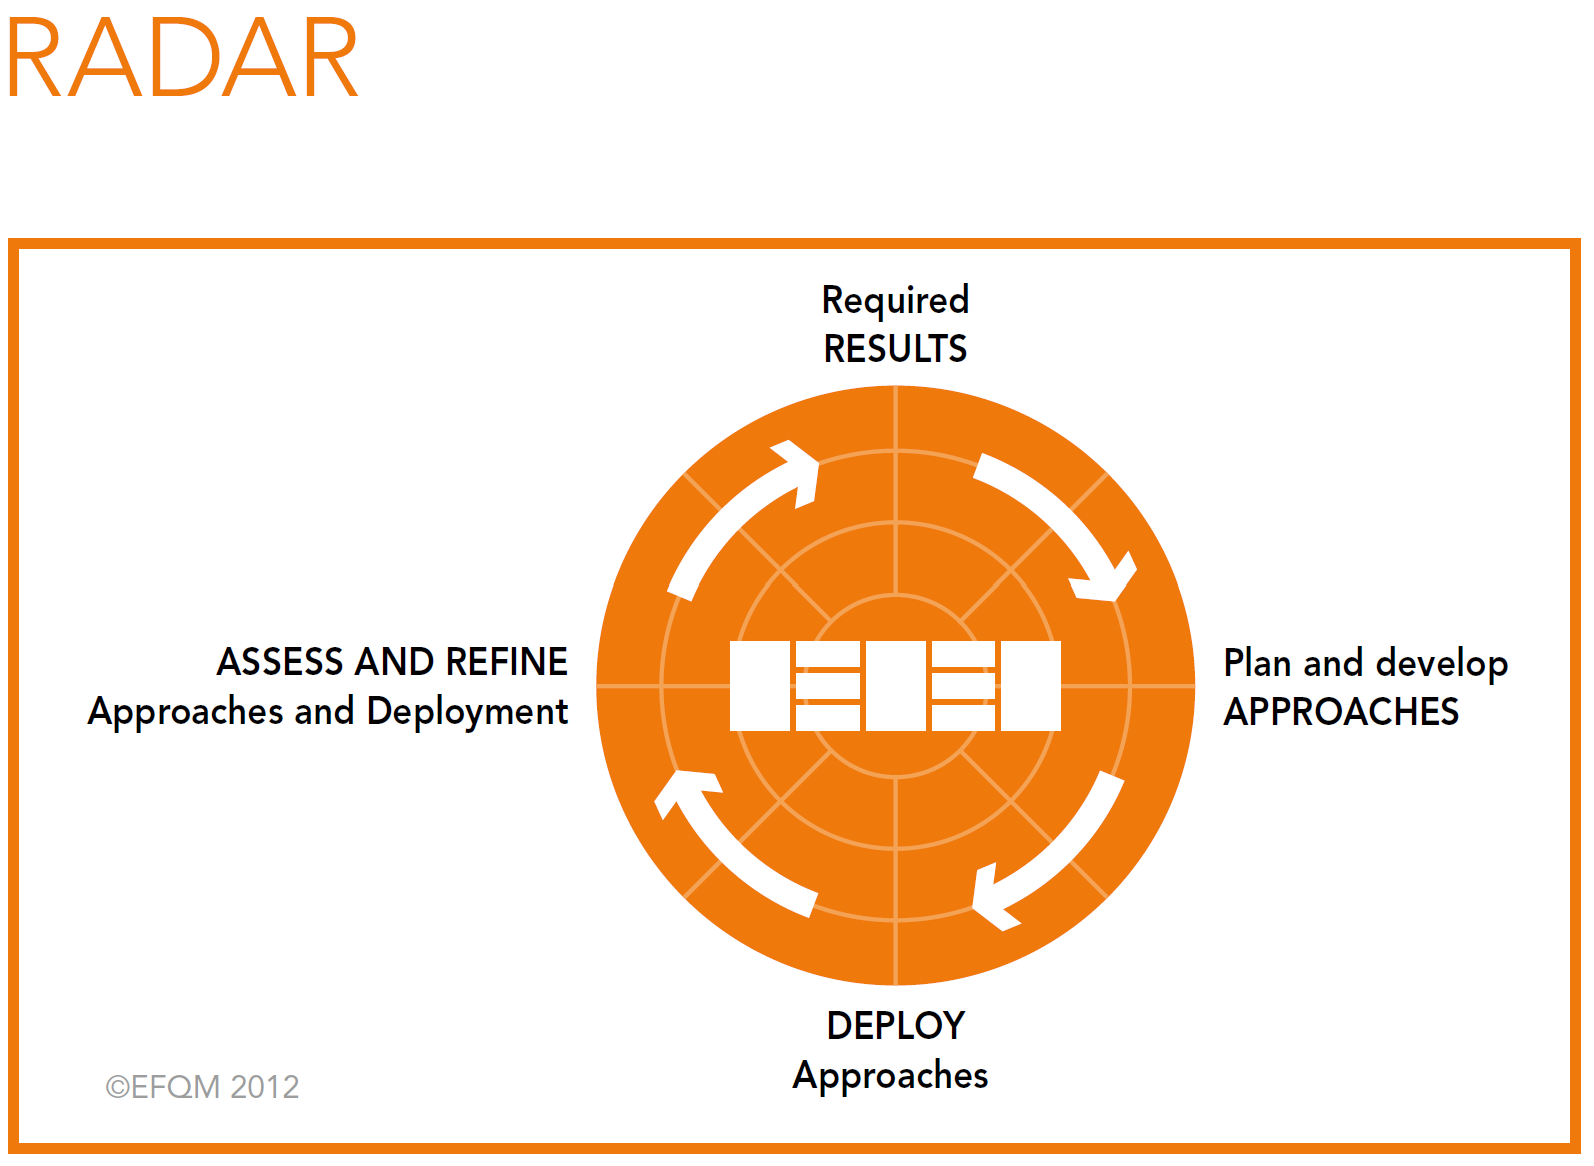 RADAR
Required
RESULTS
ASSESS AND REFINE
Approaches and Deployment
Plan and develop
APPROACHES
DEPLOY
Approaches
©EFQM 2012